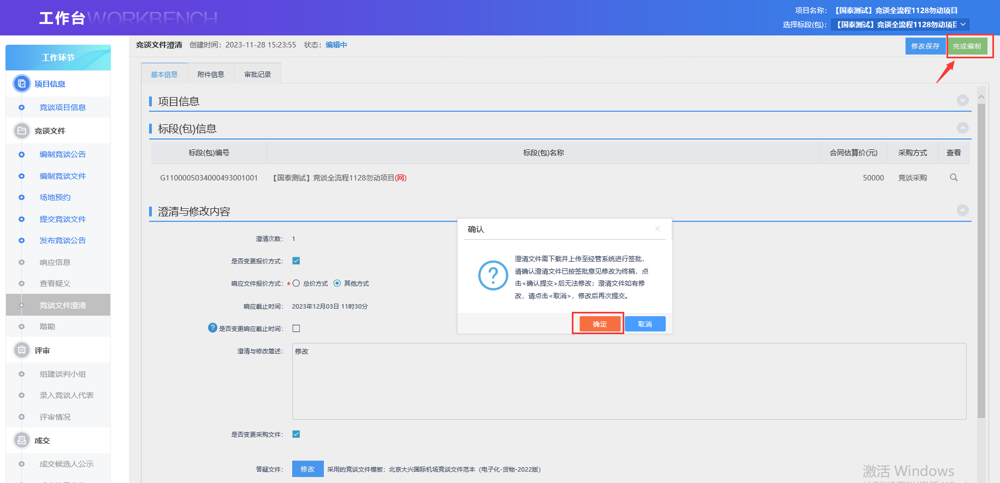 工作台WORKBENCH
项目名称：【国泰测试】竞谈全流程1128勿动项目
选择标段(包)：【国泰测试】竞谈全流程1128勿动项目
工作环节
项目信息
竞谈项目信息
竞谈文件
编制竞谈公告
编制竞谈文件
场地预约
提交竞谈文件
发布竞谈公告
响应信息
查看疑义
竞谈文件澄清
踏勘
评审
组建谈判小组
录入竞谈人代表
评审情况
成交
成交候选人公示
竞谈文件澄清 创建时间：2023-11-28 15:23:55 状态：编辑中
修改保存 完成编制
基本信息 附件信息 审批记录
项目信息
标段(包)信息
标段(包)编号 标段(包)名称 合同估算价(元) 采购方式 查看
G1100005034000493001001 【国泰测试】竞谈全流程1128勿动项目(网) 50000 竞谈采购
澄清与修改内容
澄清次数： 1
是否变更报价方式：
响应文件报价方式：* 总价方式 其他方式
响应截止时间： 2023年12月03日 11时30分
?是否变更响应截止时间：
澄清与修改简述： 修改
是否变更采购文件：
答疑文件： 修改 采用的竞谈文件模板：北京大兴国际机场竞谈文件范本（电子化-货物-2022版）
确认
澄清文件需下载并上传至经管系统进行签批，
请确认澄清文件已按签批意见修改为终稿，点
击<确认提交>后无法修改；澄清文件如有修
改，请点击<取消>，修改后再次提交。
确定 取消
激活 Windows